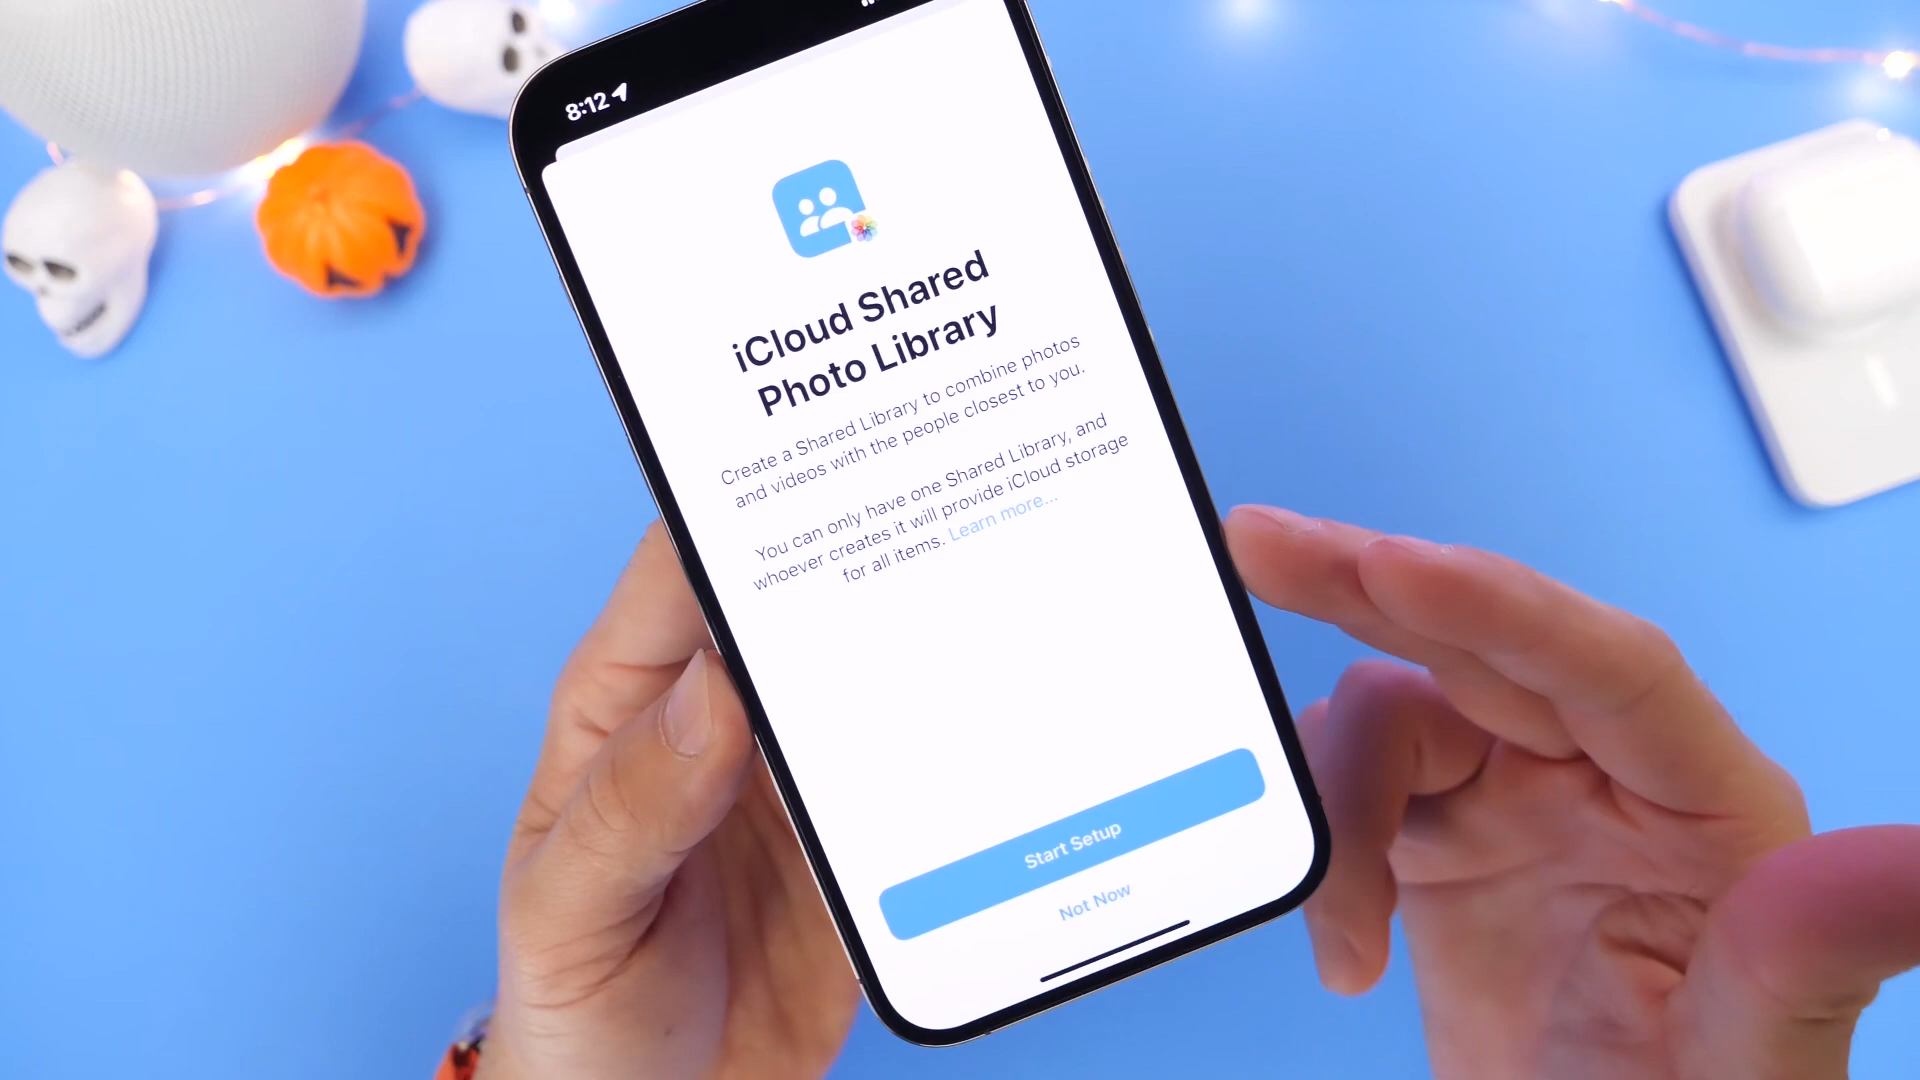 8:12
iCloud Shared
Photo Library
Create a Shared Library to combine photos
and videos with the people closest to you.
You can only have one Shared Library, and
whoever creates it will provide iCloud storage
for all items. Learn more...
Start Setup
Not Now